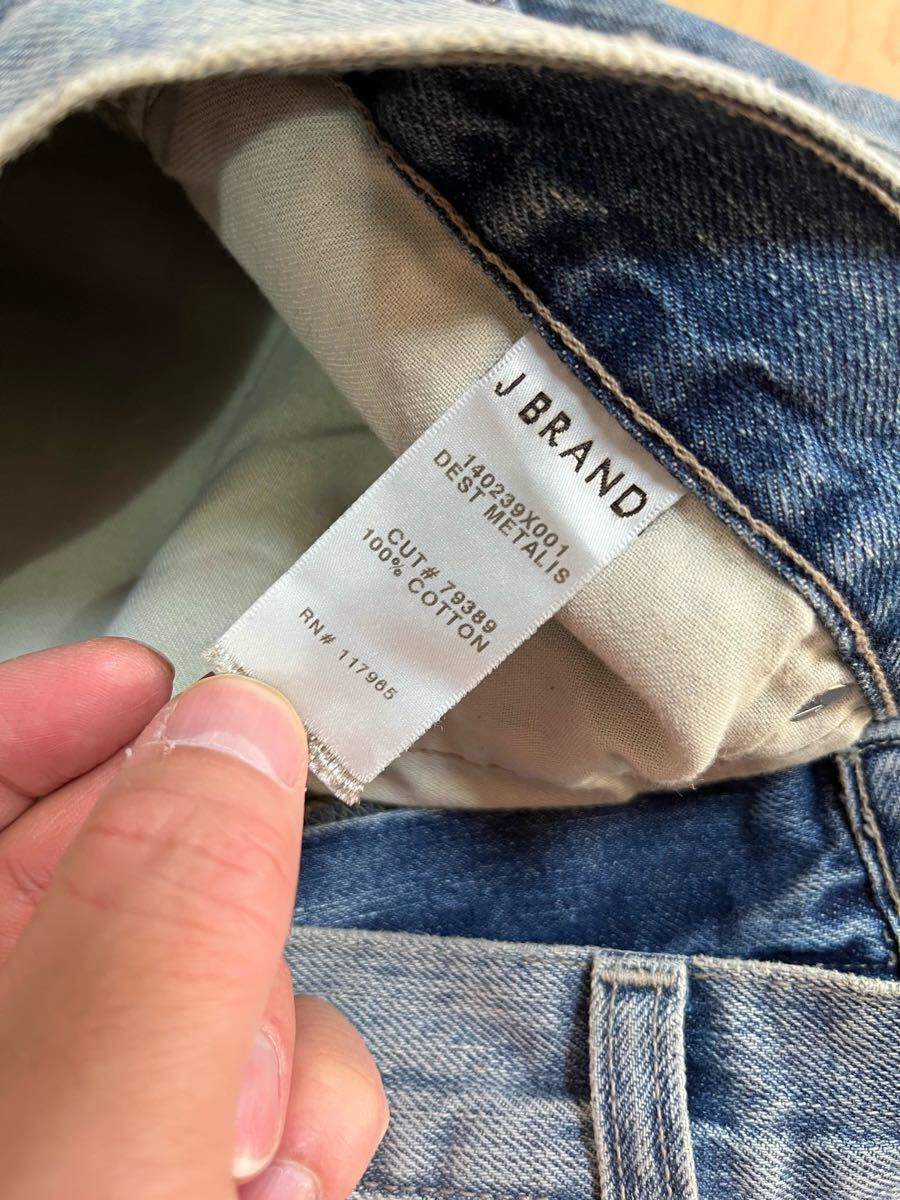 J BRAND
140239X001
DEST METALIS
CUT# 79389
100% COTTON
RN# 117965